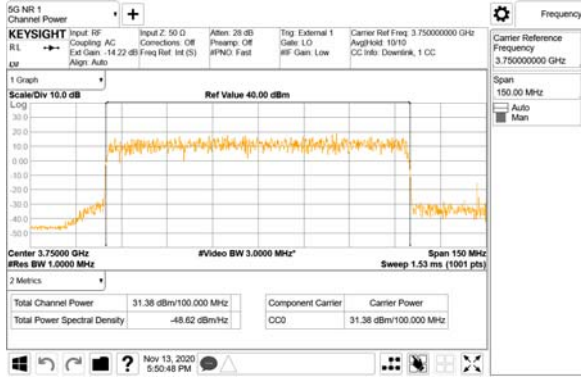 5G NR 1
Channel Power
Frequency
KEYSIGHT
RL
Input: RF
Coupling: AC
Ext Gain: -14.22 dB
Align: Auto
Input Z: 50 Ω
Corrections: Off
Freq Ref: Int (S)
Atten: 28 dB
Preamp: Off
#PNO: Fast
Trig: External 1
Gate: LO
#IF Gain: Low
Carrier Ref Freq: 3.750000000 GHz
Avg|Hold: 10/10
CC Info: Downlink, 1 CC
Carrier Reference
Frequency
3.750000000 GHz
Span
150.00 MHz
Auto
Man
1 Graph
Scale/Div 10.0 dB
Ref Value 40.00 dBm
Log
30.0
20.0
10.0
0.00
-10.0
-20.0
-30.0
-40.0
-50.0
Center 3.75000 GHz
#Video BW 3.0000 MHz*
Span 150 MHz
#Res BW 1.0000 MHz
Sweep 1.53 ms (1001 pts)
2 Metrics
Total Channel Power
31.38 dBm/100.000 MHz
Total Power Spectral Density
-48.62 dBm/Hz
Component Carrier
Carrier Power
CC0
31.38 dBm/100.000 MHz
?
Nov 13, 2020
5:50:48 PM